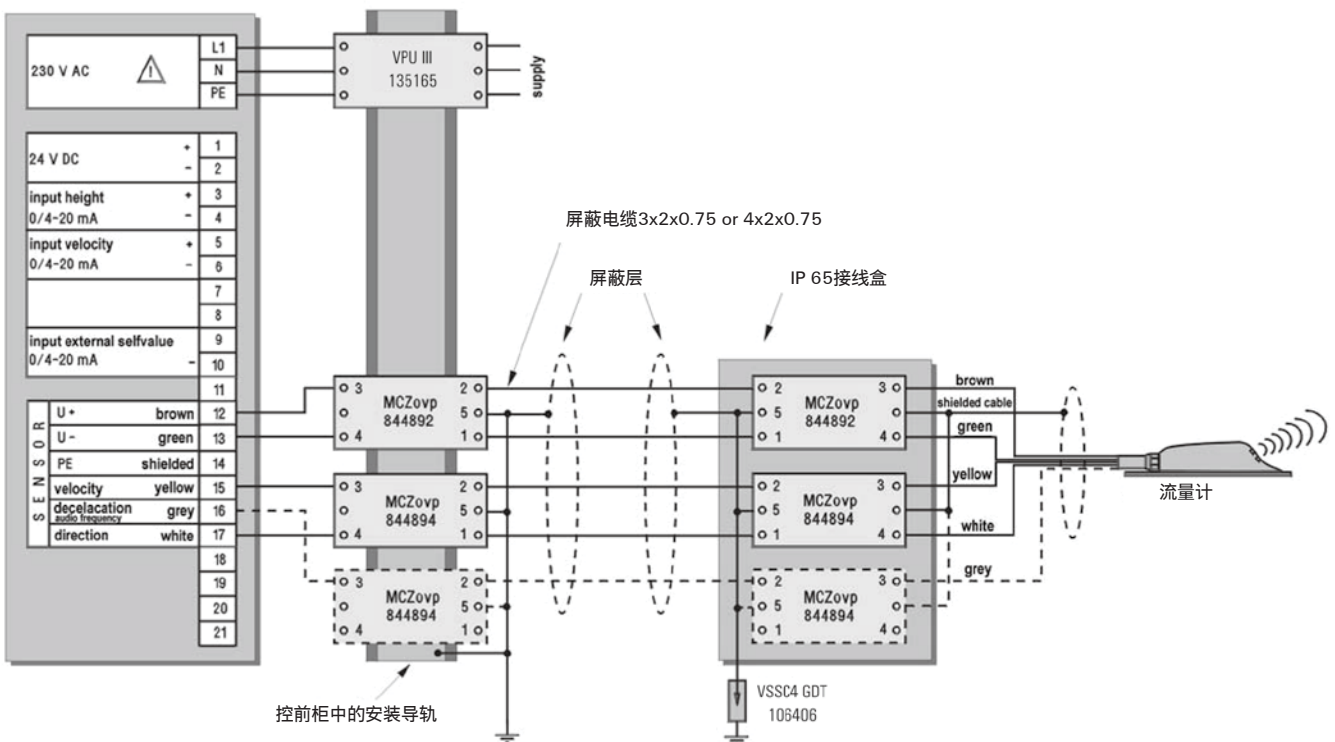 230 V AC
L1
N
PE
VPU III
135165
supply
24 V DC
+
-
1
2
input height
0/4-20 mA
+
-
3
4
input velocity
0/4-20 mA
+
-
5
6
7
8
input external selfvalue
0/4-20 mA
-
9
10
11
SENSOR
U + brown 12
U - green 13
PE shielded 14
velocity yellow 15
decelacation
audio frequency
grey 16
direction white 17
18
19
20
21
屏蔽电缆3x2x0.75 or 4x2x0.75
屏蔽层
IP 65接线盒
3 2
MCZovp 5
844892
4 1
3 2
MCZovp 5
844894
4 1
3 2
MCZovp 5
844894
4 1
2 3
5 MCZovp
844892
1 4
2 3
5 MCZovp
844894
1 4
2 3
5 MCZovp
844894
1 4
brown
shielded cable
green
yellow
white
grey
流量计
VSSC4 GDT
106406
控前柜中的安装导轨